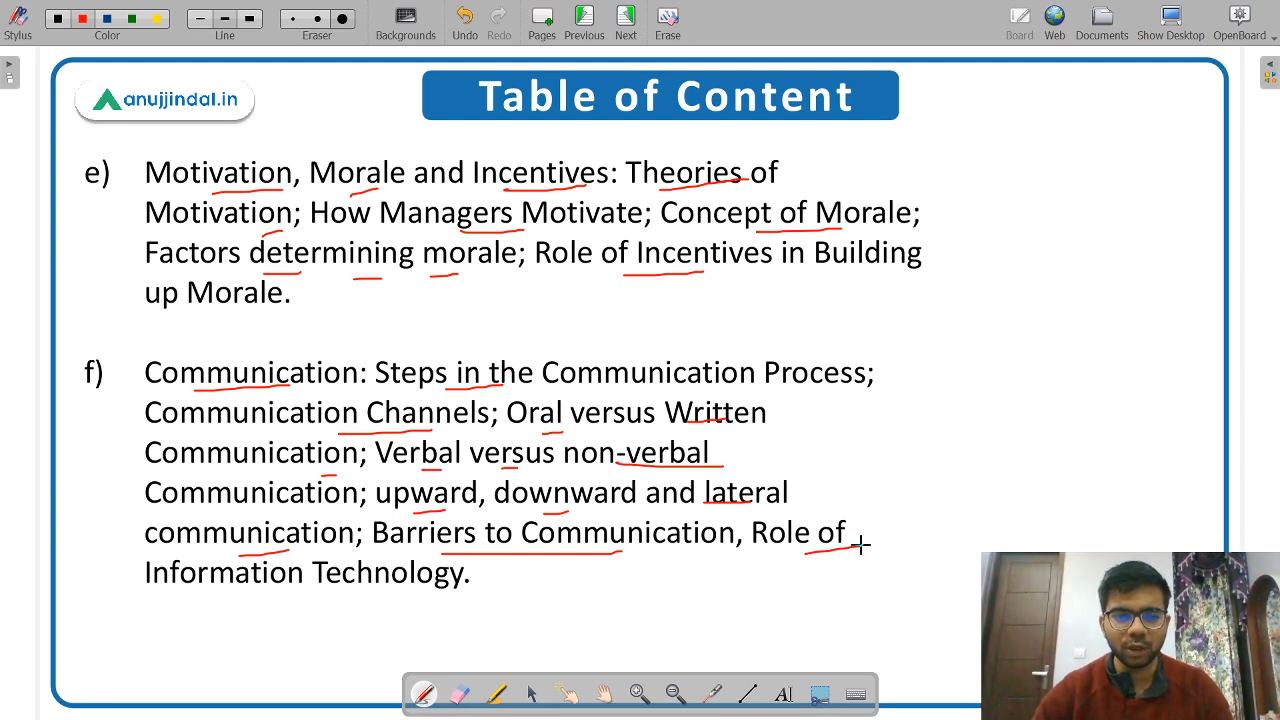 Stylus
Color
Line
Eraser
Backgrounds
Undo
Redo
Pages
Previous
Next
Erase
Board
Web
Documents
Show Desktop
OpenBoard
anujjindal.in
Table of Content
e) Motivation, Morale and Incentives: Theories of
Motivation; How Managers Motivate; Concept of Morale;
Factors determining morale; Role of Incentives in Building
up Morale.
f) Communication: Steps in the Communication Process;
Communication Channels; Oral versus Written
Communication; Verbal versus non-verbal
Communication; upward, downward and lateral
communication; Barriers to Communication, Role of
Information Technology.